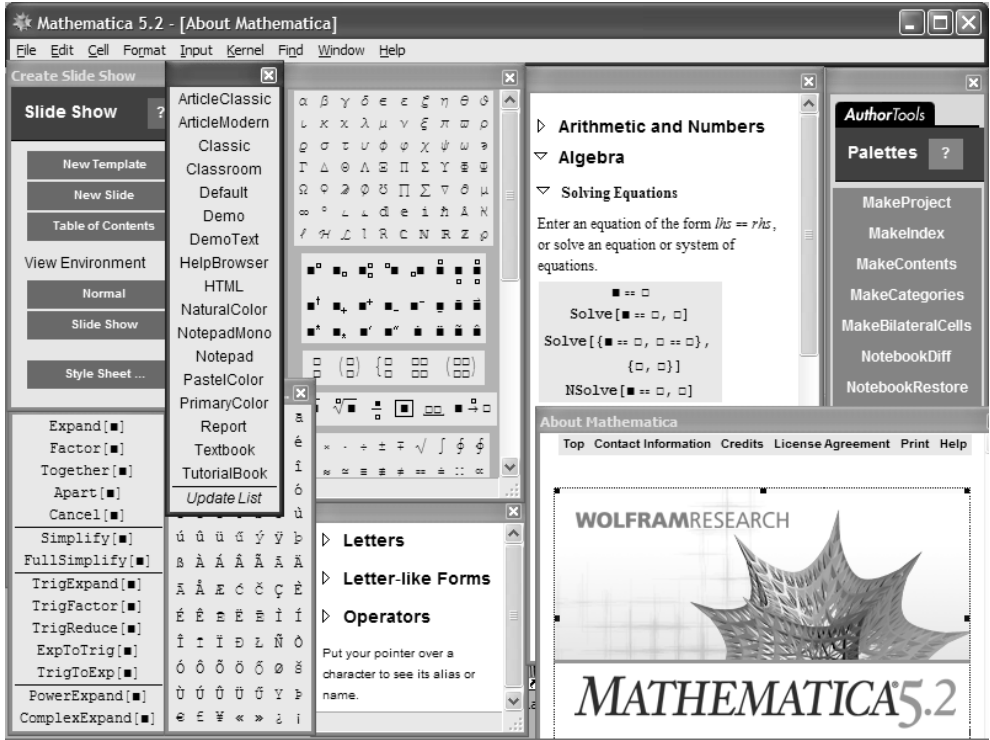 Mathematica 5.2 - [About Mathematica]
File Edit Cell Format Input Kernel Find Window Help
Create Slide Show
Slide Show ?
New Template
New Slide
Table of Contents
View Environment
Normal
Slide Show
Style Sheet ...
Expand[■]
Factor[■]
Together[■]
Apart[■]
Cancel[■]
Simplify[■]
FullSimplify[■]
TrigExpand[■]
TrigFactor[■]
TrigReduce[■]
ExpToTrig[■]
TrigToExp[■]
PowerExpand[■]
ComplexExpand[■]
ArticleClassic
ArticleModern
Classic
Classroom
Default
Demo
DemoText
HelpBrowser
HTML
NaturalColor
NotepadMono
Notepad
PastelColor
PrimaryColor
Report
Textbook
TutorialBook
Update List
α β γ δ ϵ ε ζ η θ ϑ
ι κ ϰ λ μ ν ξ π ϖ ρ
Arithmetic and Numbers
Algebra
Solving Equations
Enter an equation of the form lhs == rhs,
or solve an equation or system of
equations.
■ == □
Solve[■ == □, □]
Solve[{■ == □, □ == □},
{□, □}]
NSolve[■ == □, □]
AuthorTools
Palettes ?
MakeProject
MakeIndex
MakeContents
MakeCategories
MakeBilateralCells
NotebookDiff
NotebookRestore
Letters
Letter-like Forms
Operators
Put your pointer over a
character to see its alias or
name.
About Mathematica
Top Contact Information Credits License Agreement Print Help
WOLFRAMRESEARCH
MATHEMATICA 5.2